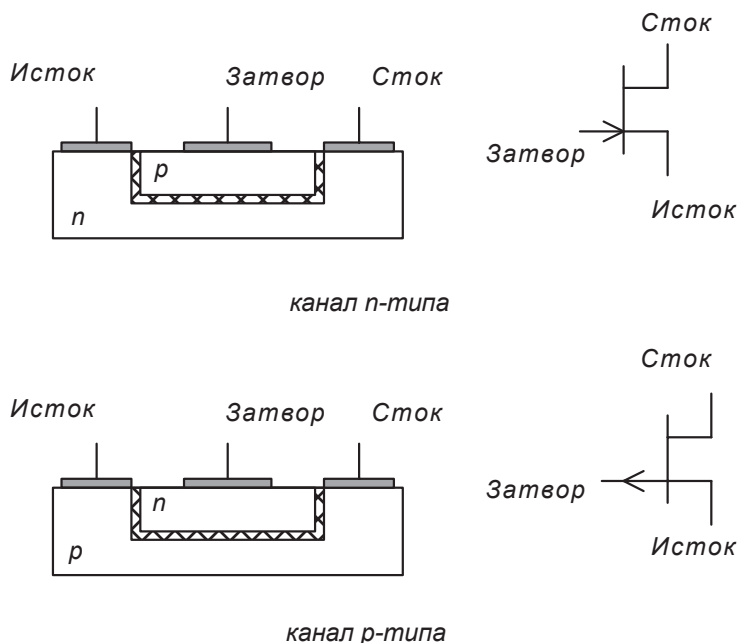 Сток
Исток Затвор Сток
p
Затвор
n
Исток
канал n-типа
Сток
Исток Затвор Сток
n
Затвор
p
Исток
канал p-типа